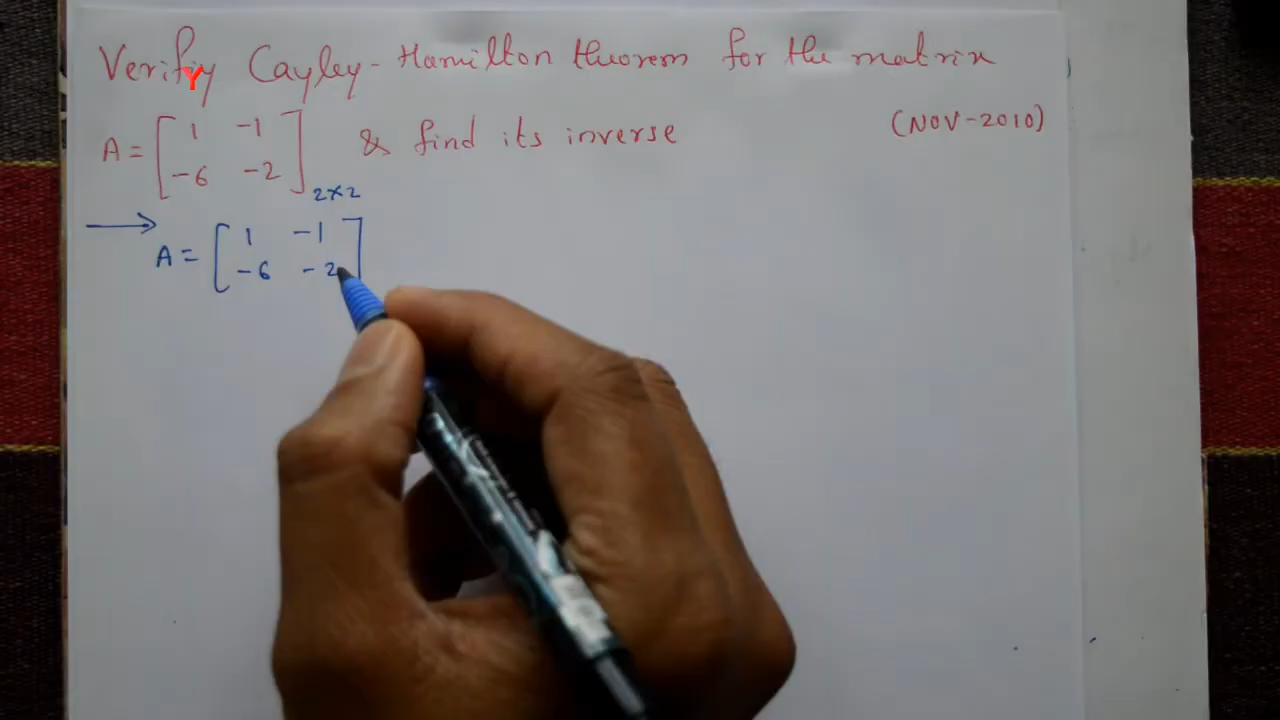 Verify Cayley-Hamilton theorem for the matrix
A = [ 1 -1
-6 -2 ] 2×2 & find its inverse (NOV-2010)
→ A = [ 1 -1
-6 -2 ]